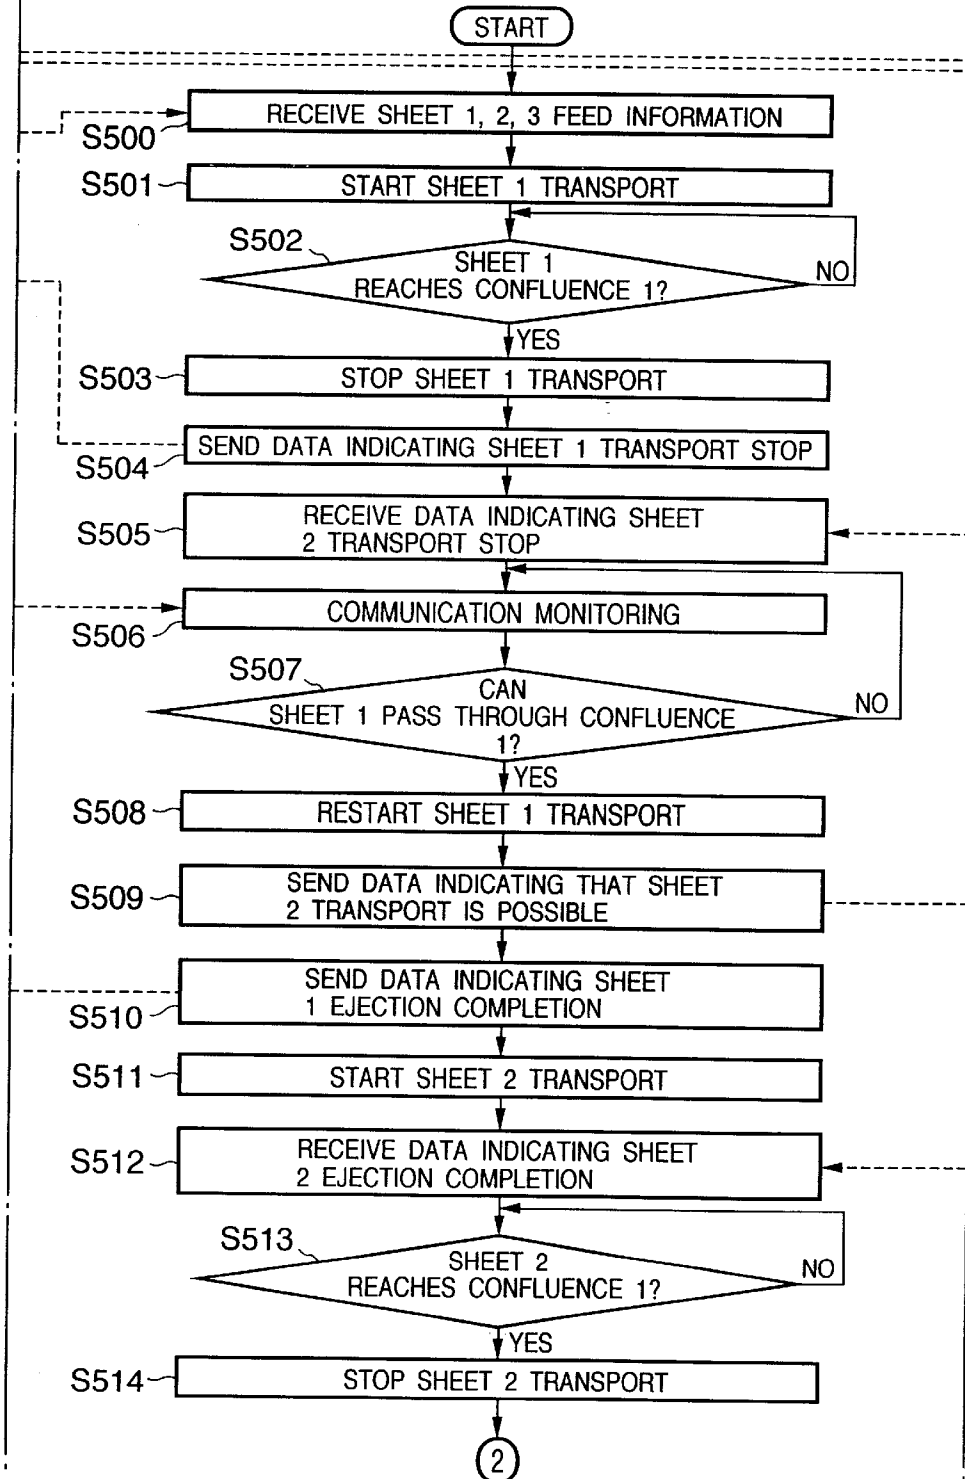 START
RECEIVE SHEET 1, 2, 3 FEED INFORMATION
S500
S501
START SHEET 1 TRANSPORT
S502
SHEET 1
REACHES CONFLUENCE 1?
NO
YES
S503
STOP SHEET 1 TRANSPORT
SEND DATA INDICATING SHEET 1 TRANSPORT STOP
S504
S505
RECEIVE DATA INDICATING SHEET
2 TRANSPORT STOP
COMMUNICATION MONITORING
S506
S507
CAN
SHEET 1 PASS THROUGH CONFLUENCE
1?
NO
YES
S508
RESTART SHEET 1 TRANSPORT
S509
SEND DATA INDICATING THAT SHEET
2 TRANSPORT IS POSSIBLE
SEND DATA INDICATING SHEET
1 EJECTION COMPLETION
S510
S511
START SHEET 2 TRANSPORT
S512
RECEIVE DATA INDICATING SHEET
2 EJECTION COMPLETION
S513
SHEET 2
REACHES CONFLUENCE 1?
NO
YES
S514
STOP SHEET 2 TRANSPORT
2